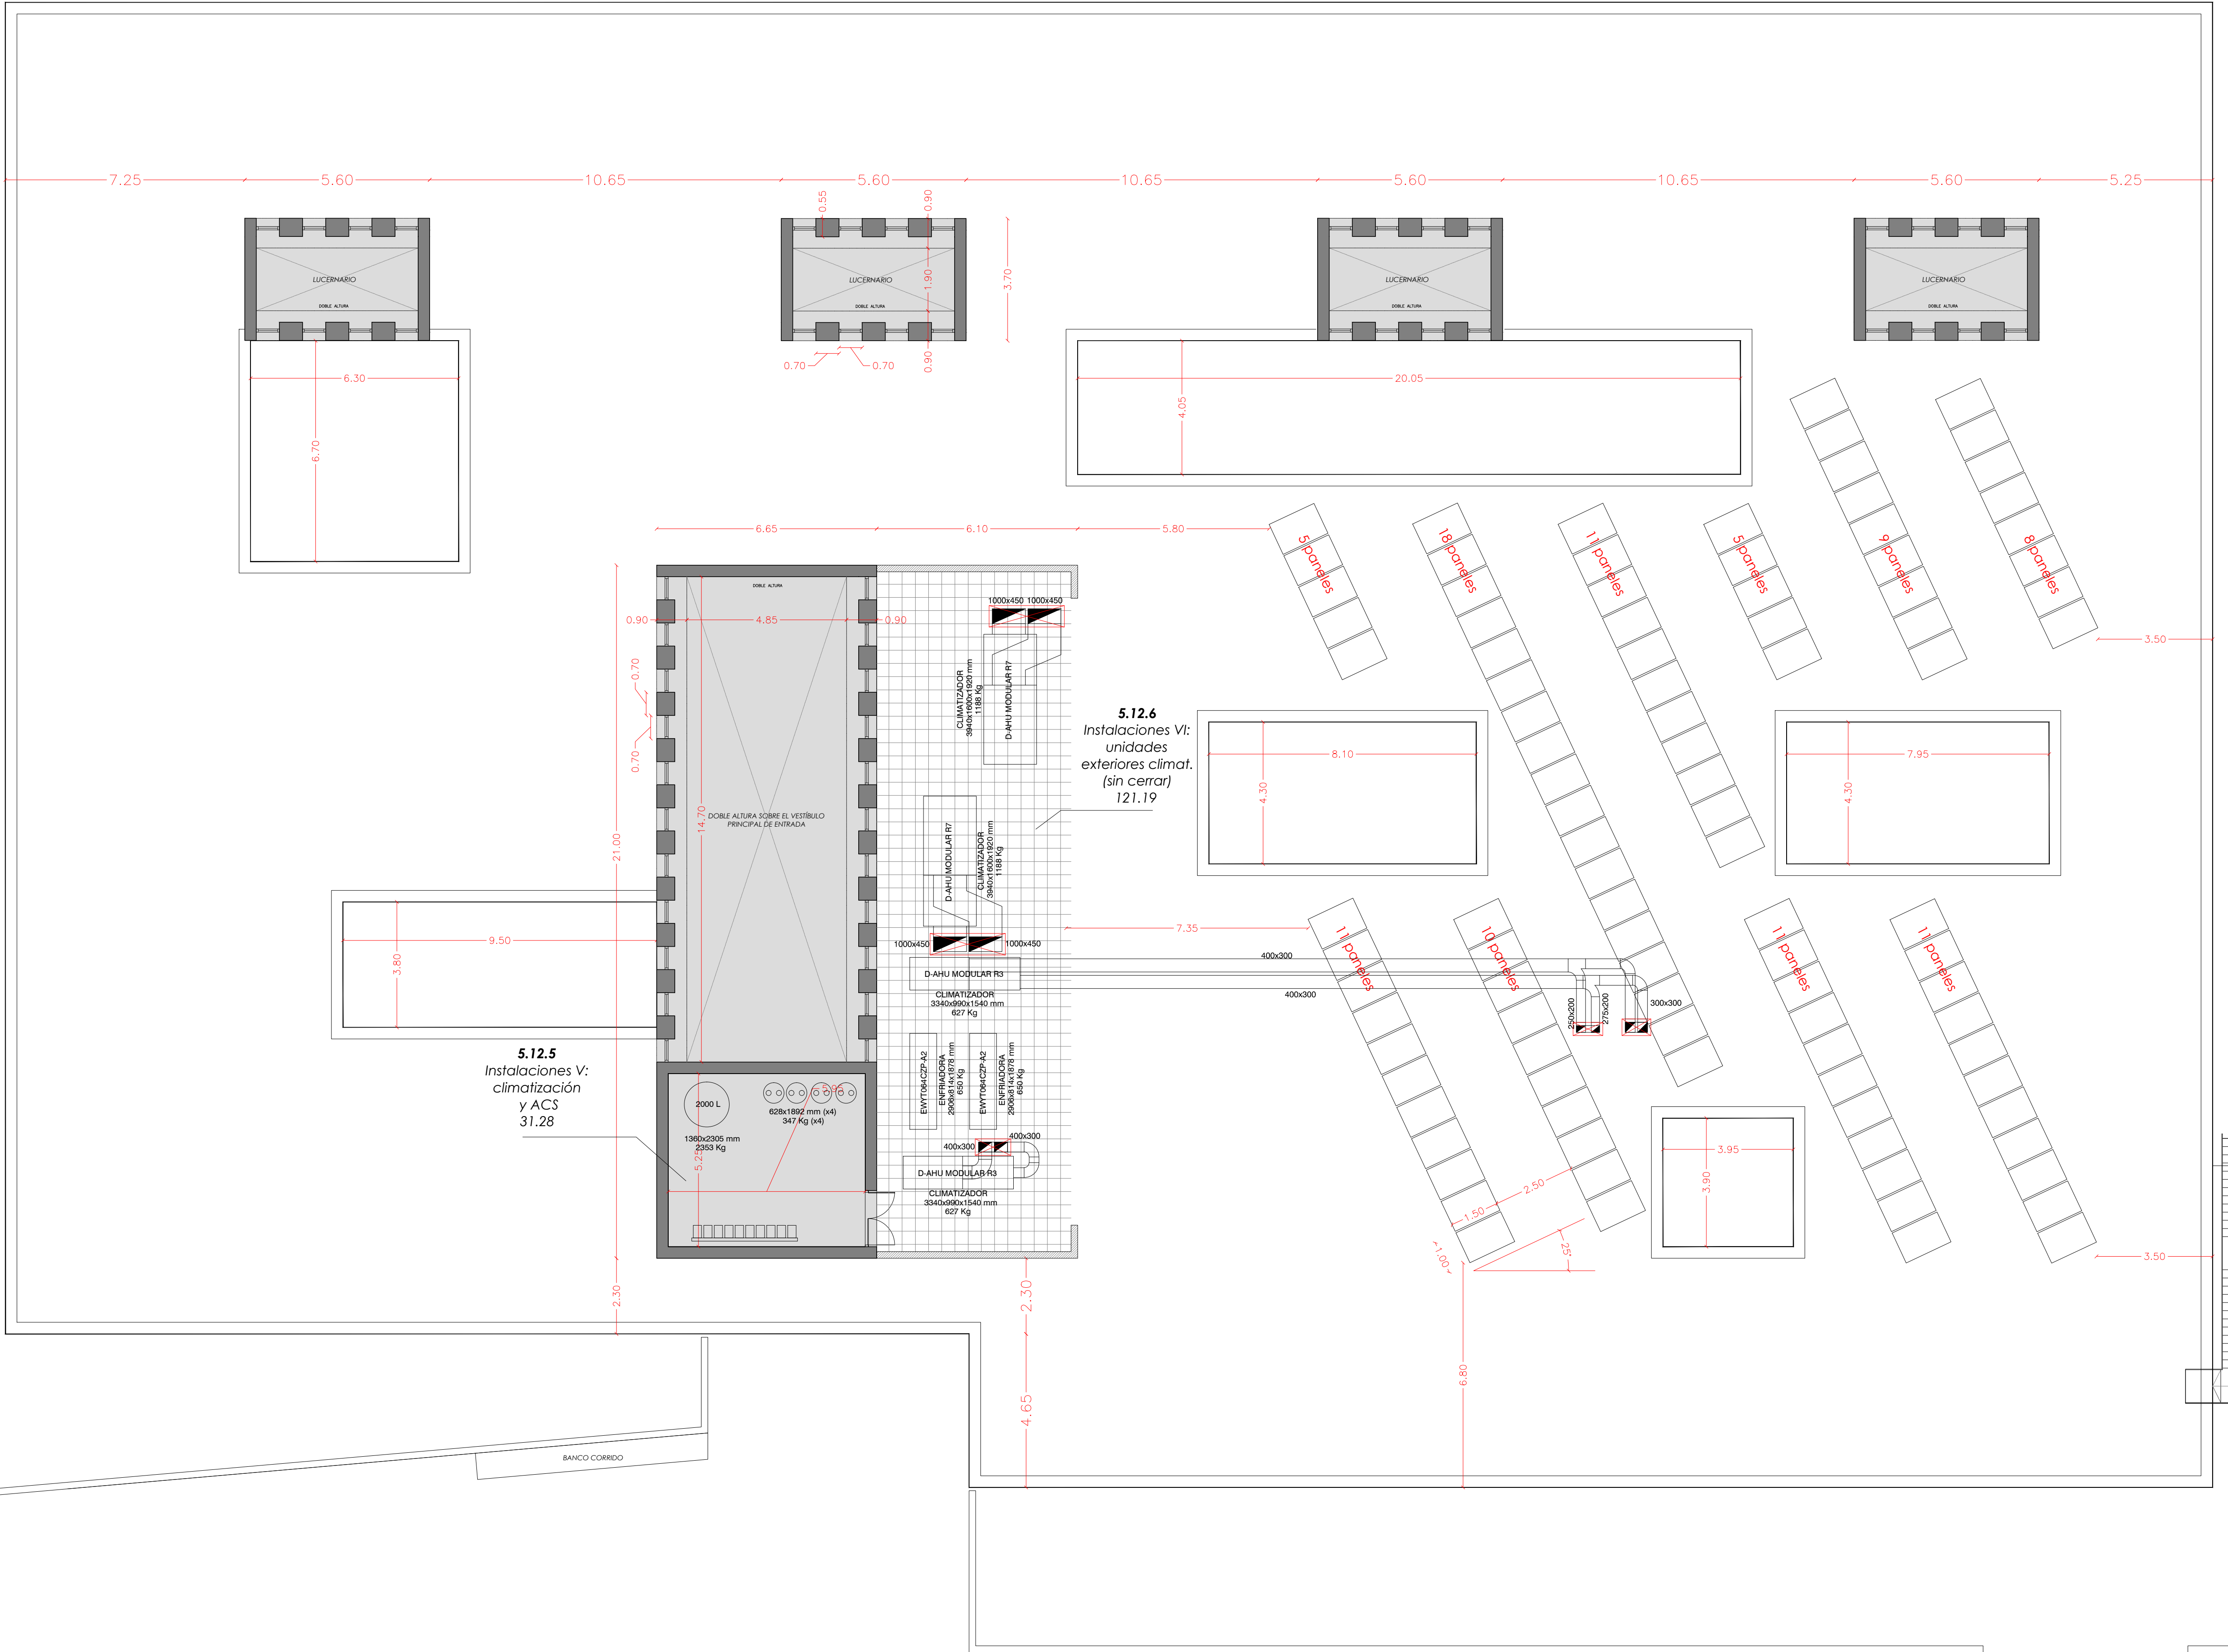 7.25
5.60
10.65
5.60
10.65
5.60
10.65
5.60
5.25
0.55
0.90
1.90
3.70
0.90
0.70
0.70
LUCERNARIO
DOBLE ALTURA
LUCERNARIO
DOBLE ALTURA
LUCERNARIO
DOBLE ALTURA
LUCERNARIO
DOBLE ALTURA
6.30
6.70
20.05
4.05
6.65
6.10
5.80
5 paneles
18 paneles
11 paneles
5 paneles
9 paneles
8 paneles
3.50
DOBLE ALTURA
0.90
4.85
0.90
0.70
0.70
14.70
21.00
DOBLE ALTURA SOBRE EL VESTÍBULO
PRINCIPAL DE ENTRADA
1000x450
1000x450
CLIMATIZADOR
3940x1600x1920 mm
1188 Kg
D-AHU MODULAR R7
5.12.6
Instalaciones VI:
unidades
exteriores climat.
(sin cerrar)
121.19
8.10
4.30
7.95
4.30
D-AHU MODULAR R7
CLIMATIZADOR
3940x1600x1920 mm
1188 Kg
1000x450
1000x450
7.35
9.50
3.80
D-AHU MODULAR R3
CLIMATIZADOR
3340x990x1540 mm
627 Kg
400x300
400x300
250x200
275x200
300x300
11 paneles
10 paneles
11 paneles
11 paneles
5.12.5
Instalaciones V:
climatización
y ACS
31.28
EWYT064CZP-A2
ENFRIADORA
2906x814x1878 mm
650 Kg
EWYT064CZP-A2
ENFRIADORA
2906x814x1878 mm
650 Kg
2000 L
1360x2305 mm
2353 Kg
628x1892 mm (x4)
347 Kg (x4)
5.25
400x300
400x300
D-AHU MODULAR R3
CLIMATIZADOR
3340x990x1540 mm
627 Kg
3.95
3.90
2.50
1.50
1.00
25°
3.50
2.30
2.30
4.65
6.80
BANCO CORRIDO